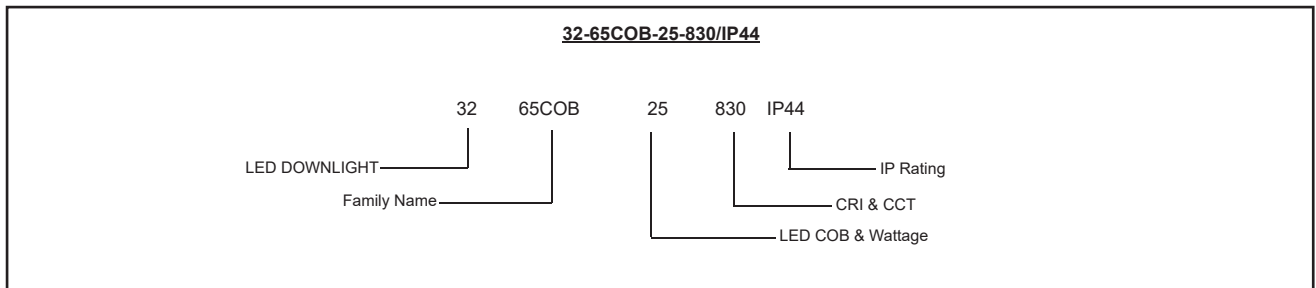 32-65COB-25-830/IP44
32 65COB 25 830 IP44
LED DOWNLIGHT
IP Rating
Family Name
CRI & CCT
LED COB & Wattage